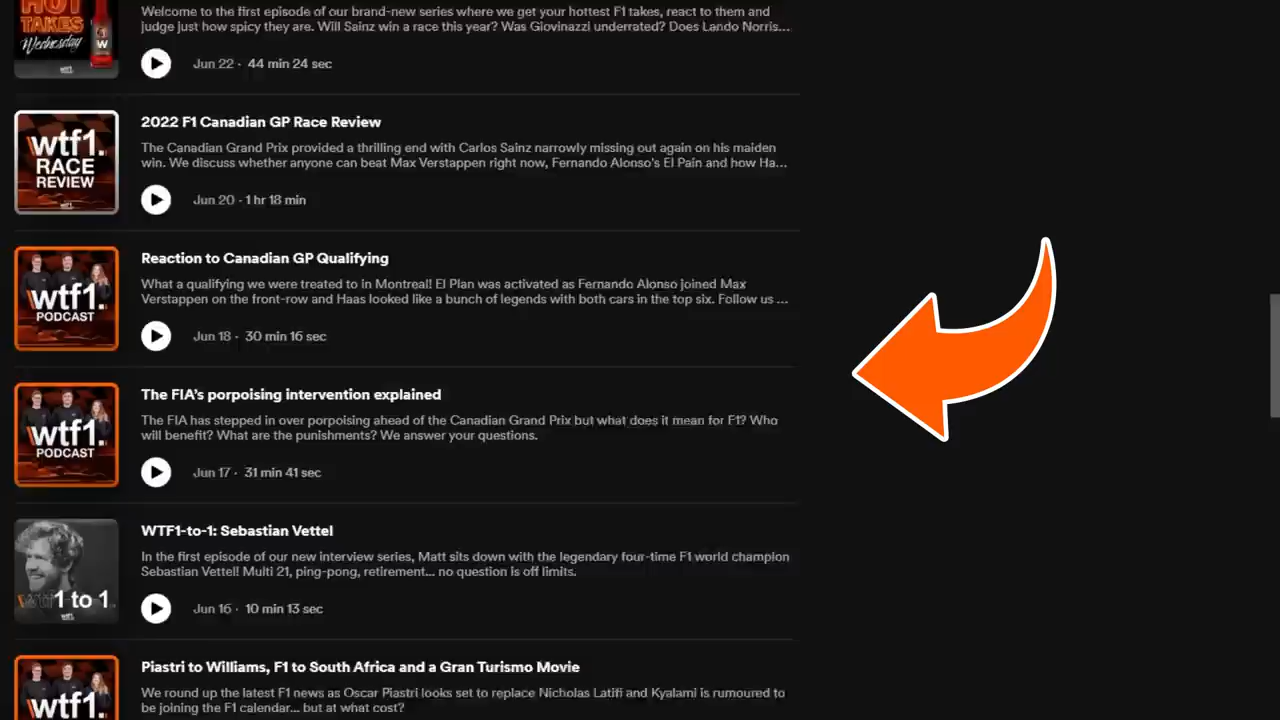 HOT
TAKES
Wednesday
Welcome to the first episode of our brand-new series where we get your hottest F1 takes, react to them and
judge just how spicy they are. Will Sainz win a race this year? Was Giovinazzi underrated? Does Lando Norris...
Jun 22 · 44 min 24 sec
wtf1.
RACE
REVIEW
2022 F1 Canadian GP Race Review
The Canadian Grand Prix provided a thrilling end with Carlos Sainz narrowly missing out again on his maiden
win. We discuss whether anyone can beat Max Verstappen right now, Fernando Alonso's El Pain and how Ha...
Jun 20 · 1 hr 18 min
wtf1.
PODCAST
Reaction to Canadian GP Qualifying
What a qualifying we were treated to in Montreal! El Plan was activated as Fernando Alonso joined Max
Verstappen on the front-row and Haas looked like a bunch of legends with both cars in the top six. Follow us ...
Jun 18 · 30 min 16 sec
wtf1.
PODCAST
The FIA's porpoising intervention explained
The FIA has stepped in over porpoising ahead of the Canadian Grand Prix but what does it mean for F1? Who
will benefit? What are the punishments? We answer your questions.
Jun 17 · 31 min 41 sec
wtf1 to 1.
WTF1-to-1: Sebastian Vettel
In the first episode of our new interview series, Matt sits down with the legendary four-time F1 world champion
Sebastian Vettel! Multi 21, ping-pong, retirement... no question is off limits.
Jun 16 · 10 min 13 sec
wtf1.
Piastri to Williams, F1 to South Africa and a Gran Turismo Movie
We round up the latest F1 news as Oscar Piastri looks set to replace Nicholas Latifi and Kyalami is rumoured to
be joining the F1 calendar... but at what cost?